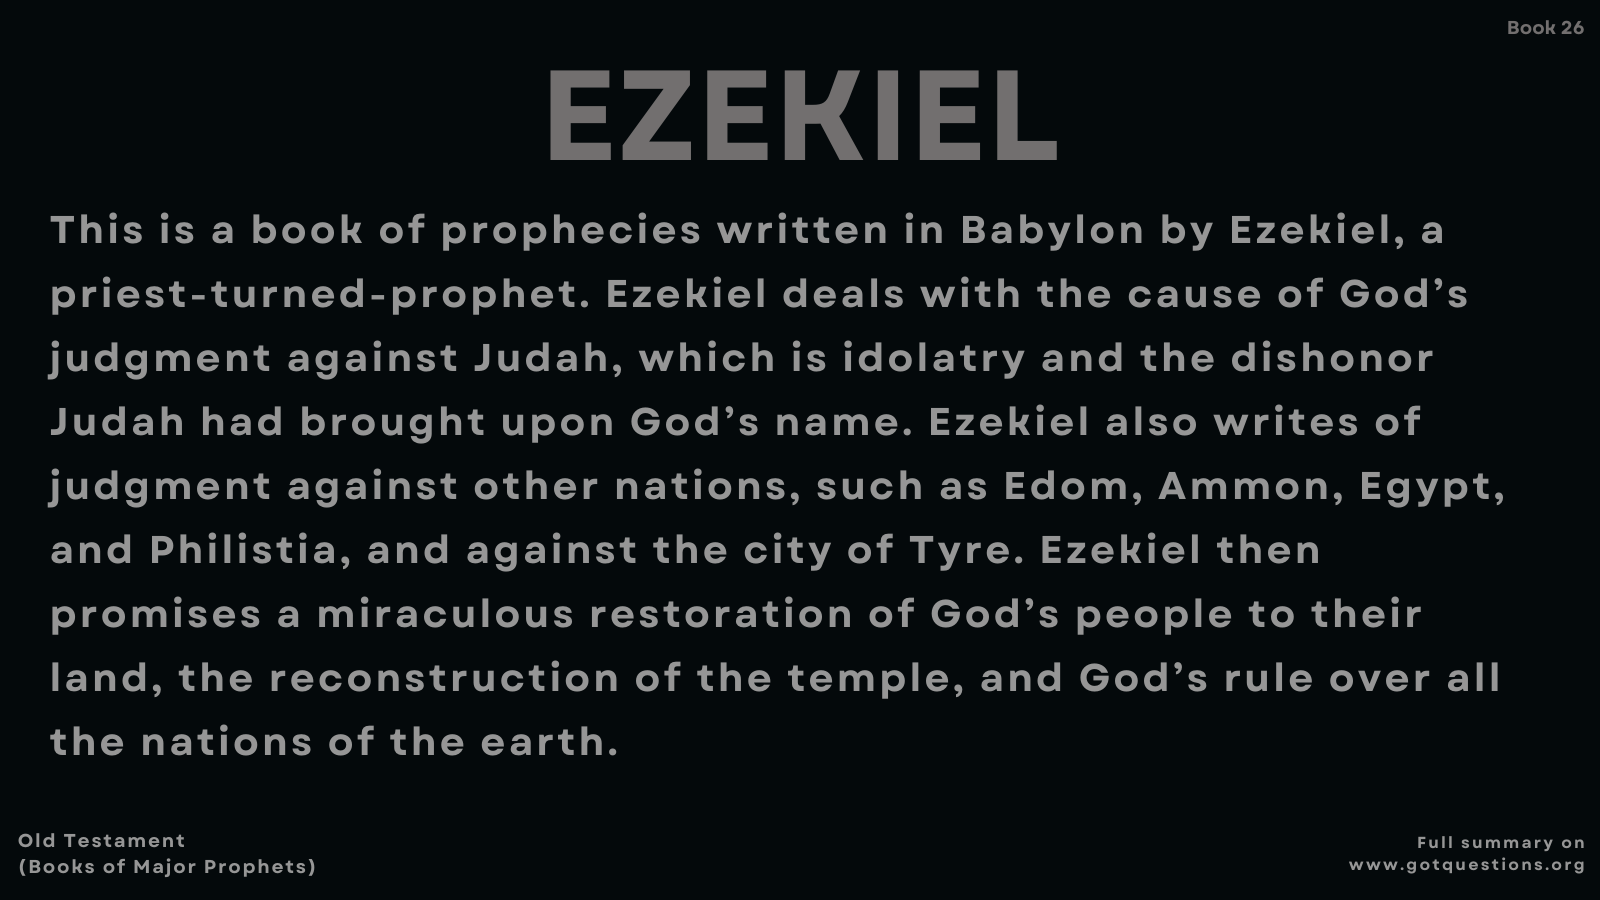 Book 26
EZEKIEL
This is a book of prophecies written in Babylon by Ezekiel, a
priest-turned-prophet. Ezekiel deals with the cause of God’s
judgment against Judah, which is idolatry and the dishonor
Judah had brought upon God’s name. Ezekiel also writes of
judgment against other nations, such as Edom, Ammon, Egypt,
and Philistia, and against the city of Tyre. Ezekiel then
promises a miraculous restoration of God’s people to their
land, the reconstruction of the temple, and God’s rule over all
the nations of the earth.
Old Testament
(Books of Major Prophets)
Full summary on
www.gotquestions.org